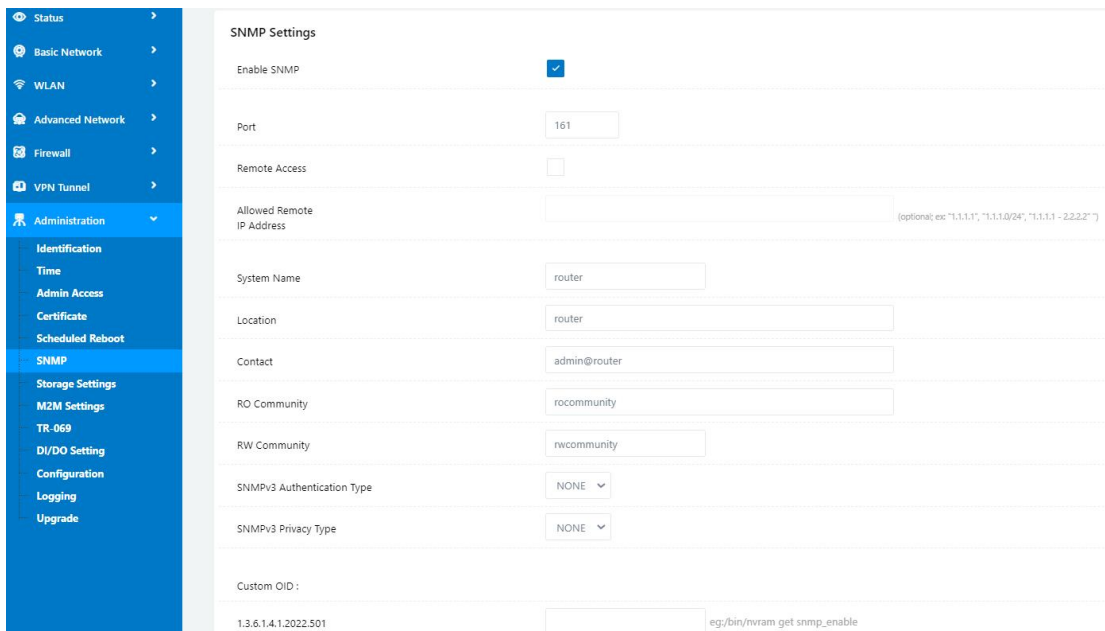 Status
Basic Network
WLAN
Advanced Network
Firewall
VPN Tunnel
Administration
Identification
Time
Admin Access
Certificate
Scheduled Reboot
SNMP
Storage Settings
M2M Settings
TR-069
DI/DO Setting
Configuration
Logging
Upgrade
SNMP Settings
Enable SNMP
Port
161
Remote Access
Allowed Remote
IP Address
(optional; ex: "1.1.1.1", "1.1.1.0/24", "1.1.1.1 - 2.2.2.2" ")
System Name
router
Location
router
Contact
admin@router
RO Community
rocommunity
RW Community
rwcommunity
SNMPv3 Authentication Type
NONE
SNMPv3 Privacy Type
NONE
Custom OID :
1.3.6.1.4.1.2022.501
eg:/bin/nvram get snmp_enable